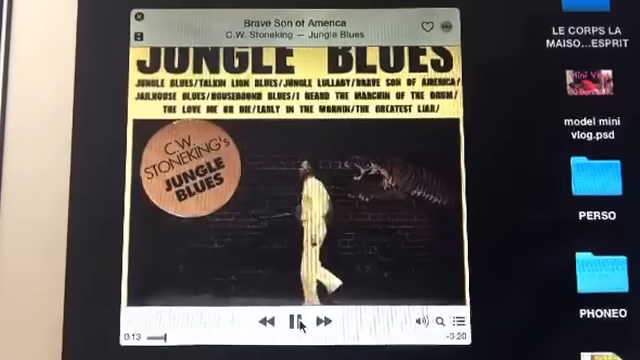 Brave Son of America
C.W. Stoneking — Jungle Blues
JUNGLE BLUES
JUNGLE BLUES/TALKIN LION BLUES/JUNGLE LULLABY/BRAVE SON OF AMERICA/
JAILHOUSE BLUES/HOUSEBOUND BLUES/I HEARD THE MARCHIN OF THE DRUM/
THE LOVE ME OR DIE/EARLY IN THE MORNIN/THE GREATEST LIAR/
C.W.
STONEKING's
JUNGLE
BLUES
0:13
-3:20
LE CORPS LA
MAISO...ESPRIT
model mini
vlog.psd
PERSO
PHONEO